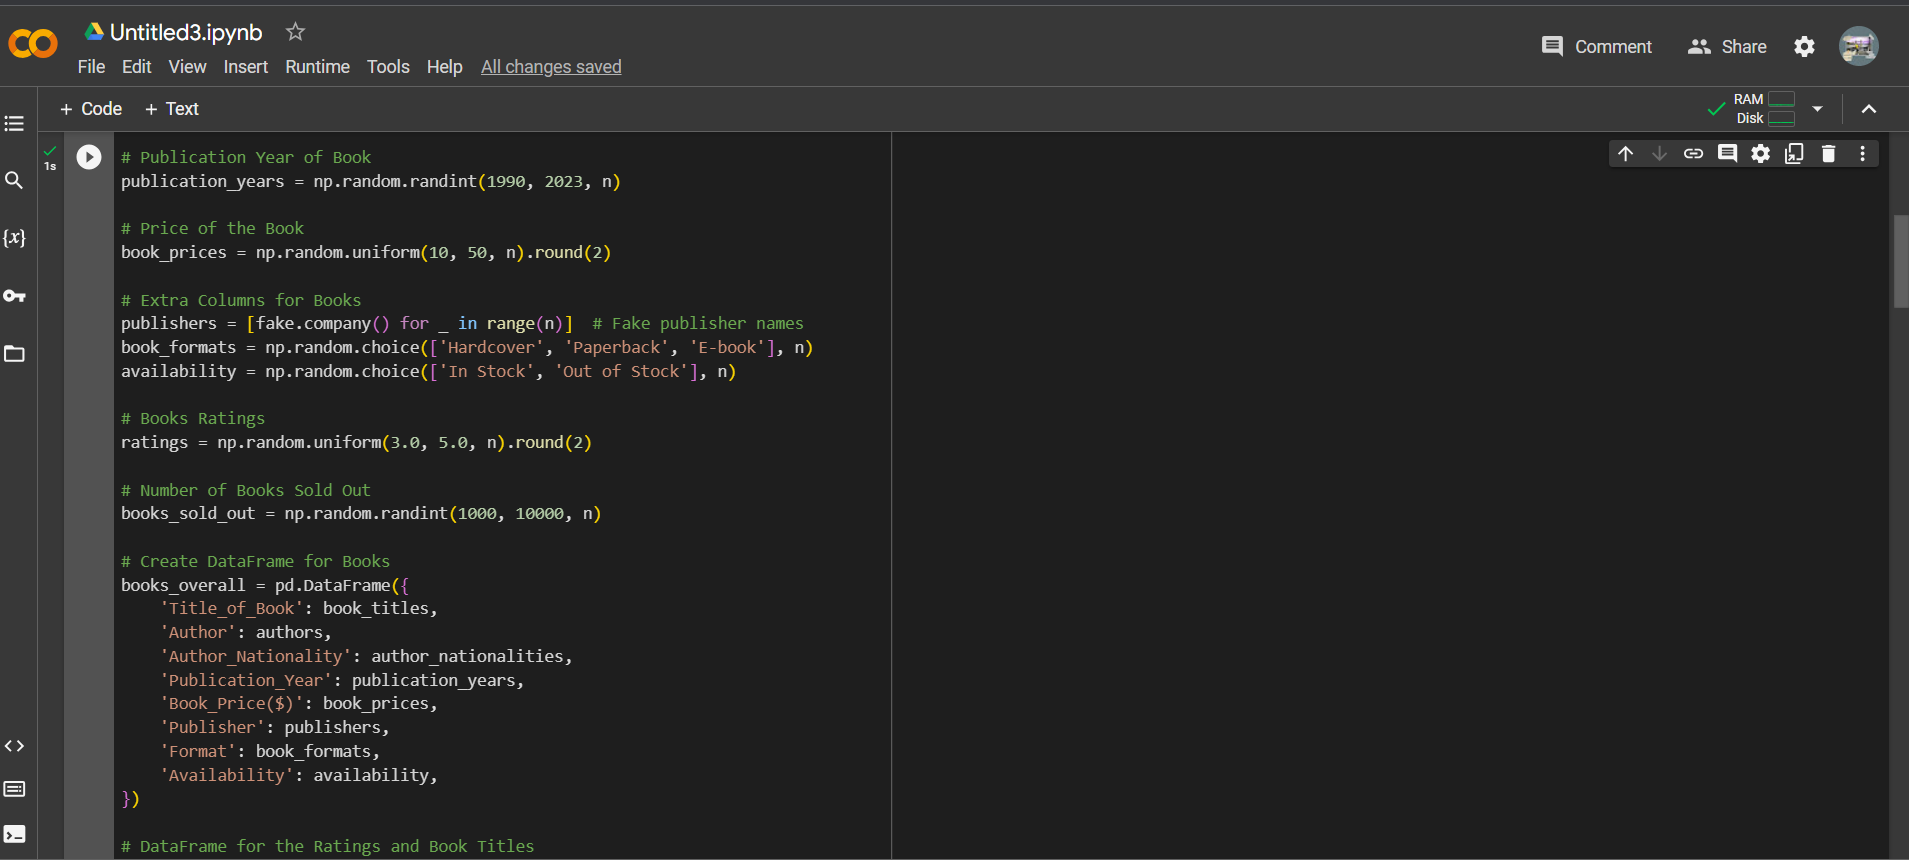 Untitled3.ipynb
File Edit View Insert Runtime Tools Help All changes saved
Comment Share
+ Code + Text
RAM
Disk
1s
{x}
# Publication Year of Book
publication_years = np.random.randint(1990, 2023, n)
# Price of the Book
book_prices = np.random.uniform(10, 50, n).round(2)
# Extra Columns for Books
publishers = [fake.company() for _ in range(n)]  # Fake publisher names
book_formats = np.random.choice(['Hardcover', 'Paperback', 'E-book'], n)
availability = np.random.choice(['In Stock', 'Out of Stock'], n)
# Books Ratings
ratings = np.random.uniform(3.0, 5.0, n).round(2)
# Number of Books Sold Out
books_sold_out = np.random.randint(1000, 10000, n)
# Create DataFrame for Books
books_overall = pd.DataFrame({
    'Title_of_Book': book_titles,
    'Author': authors,
    'Author_Nationality': author_nationalities,
    'Publication_Year': publication_years,
    'Book_Price($)': book_prices,
    'Publisher': publishers,
    'Format': book_formats,
    'Availability': availability,
})
# DataFrame for the Ratings and Book Titles